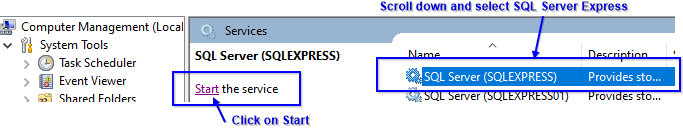 Scroll down and select SQL Server Express
Computer Management (Local
System Tools
Task Scheduler
Event Viewer
Shared Folders
Services
SQL Server (SQLEXPRESS)
Start the service
Click on Start
Name Description S
SQL Server (SQLEXPRESS) Provides sto...
SQL Server (SQLEXPRESS01) Provides sto...